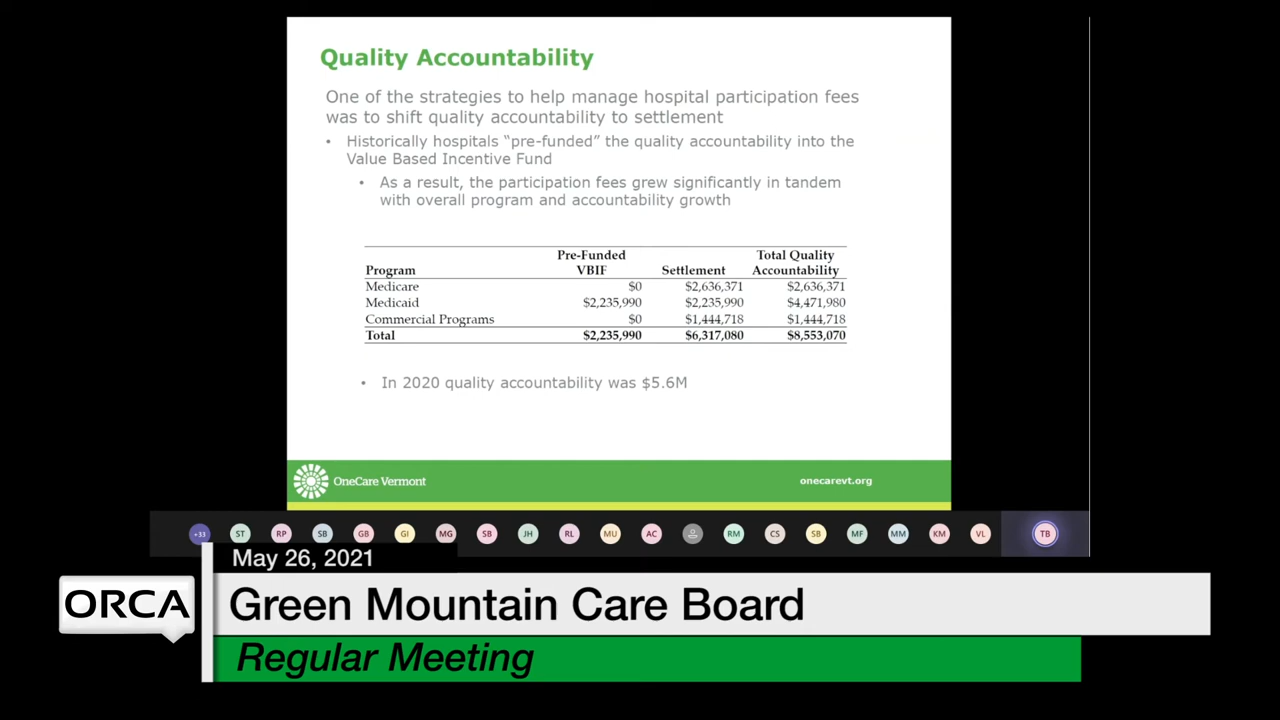 Quality Accountability
One of the strategies to help manage hospital participation fees
was to shift quality accountability to settlement
• Historically hospitals “pre-funded” the quality accountability into the
Value Based Incentive Fund
• As a result, the participation fees grew significantly in tandem
with overall program and accountability growth
Pre-Funded Total Quality
Program VBIF Settlement Accountability
Medicare $0 $2,636,371 $2,636,371
Medicaid $2,235,990 $2,235,990 $4,471,980
Commercial Programs $0 $1,444,718 $1,444,718
Total $2,235,990 $6,317,080 $8,553,070
• In 2020 quality accountability was $5.6M
OneCare Vermont onecarevt.org
+33 ST RP SB GB GI MG SB JH RL MU AC RM CS SB MF MM KM VL TB
May 26, 2021
ORCA Green Mountain Care Board
Regular Meeting